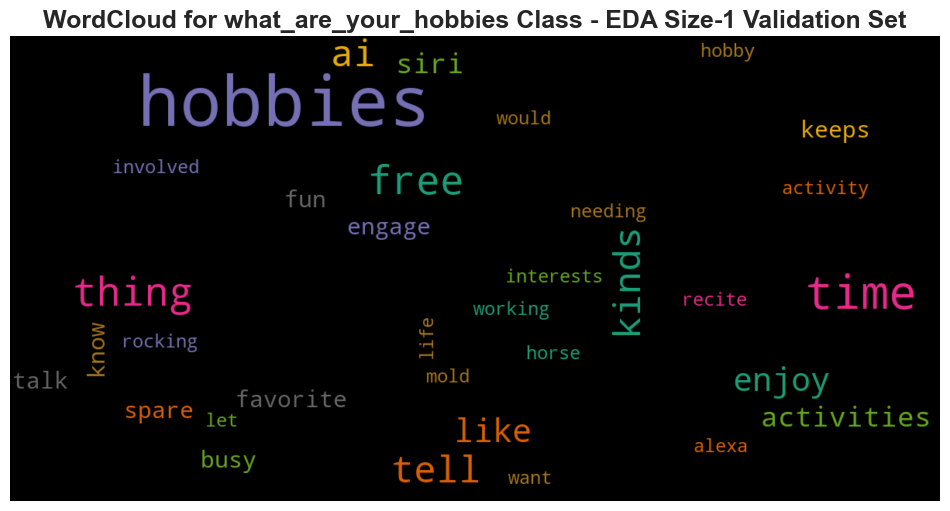 WordCloud for what_are_your_hobbies Class - EDA Size-1 Validation Set
ai
siri
hobby
hobbies
would
keeps
involved
free
activity
fun
needing
engage
kinds
interests
thing
time
recite
working
know
rocking
life
horse
talk
mold
enjoy
favorite
spare
let
activities
like
busy
alexa
tell
want